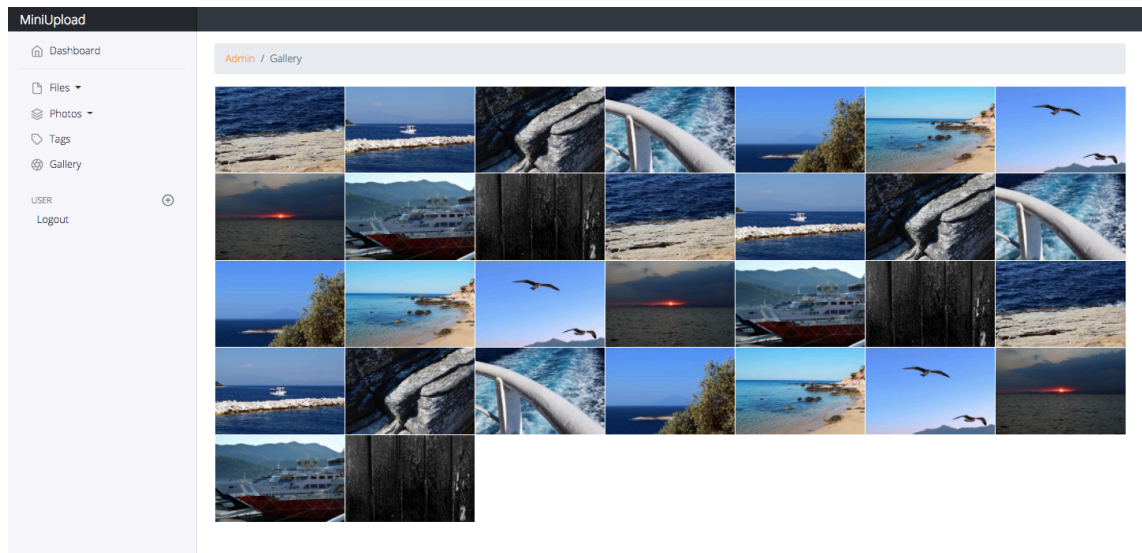 MiniUpload
Dashboard
Admin / Gallery
Files
Photos
Tags
Gallery
USER
Logout